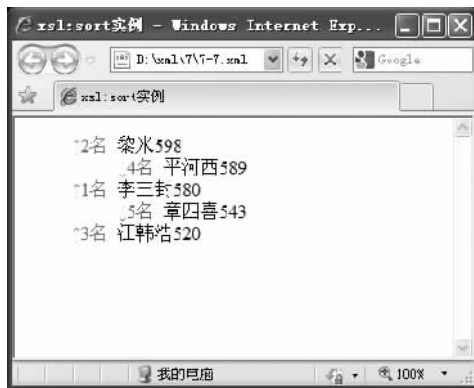 xsl:sort实例 - Windows Internet Exp...
D:\xml\7\7-7.xml
Google
xsl:sort实例
2名 黎米598
4名 平河西589
1名 李三封580
5名 章四喜543
3名 江韩浩520
我的电脑
100%